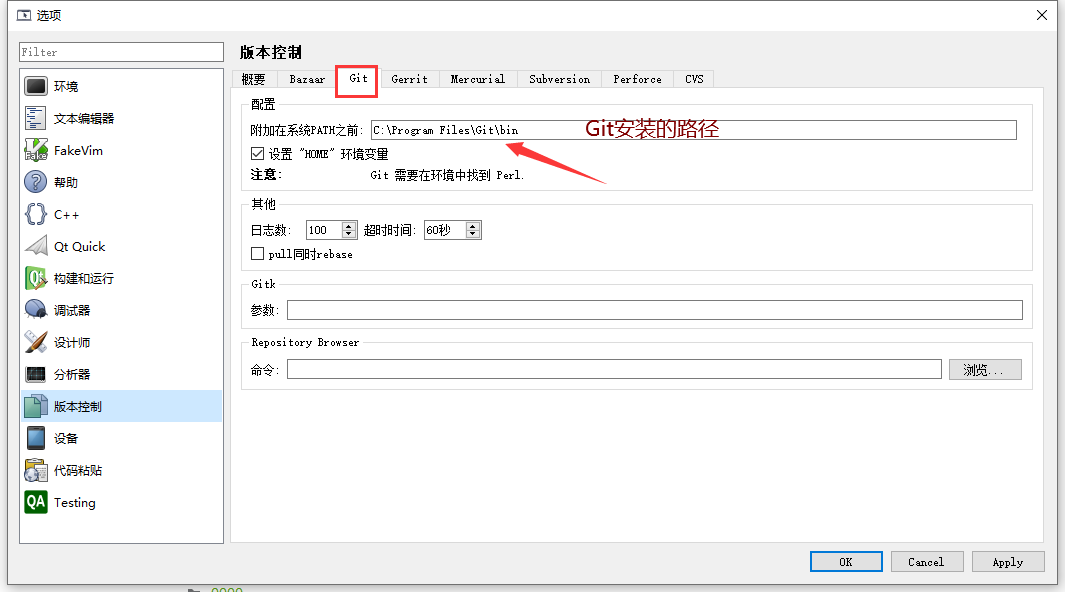 选项
Filter
环境
文本编辑器
FakeVim
帮助
C++
Qt Quick
构建和运行
调试器
设计师
分析器
版本控制
设备
代码粘贴
QA Testing
版本控制
概要 Bazaar Git Gerrit Mercurial Subversion Perforce CVS
配置
附加在系统PATH之前: C:\Program Files\Git\bin Git安装的路径
设置 "HOME" 环境变量
注意: Git 需要在环境中找到 Perl.
其他
日志数: 100 超时时间: 60秒
pull同时rebase
Gitk
参数:
Repository Browser
命令: 浏览...
OK Cancel Apply